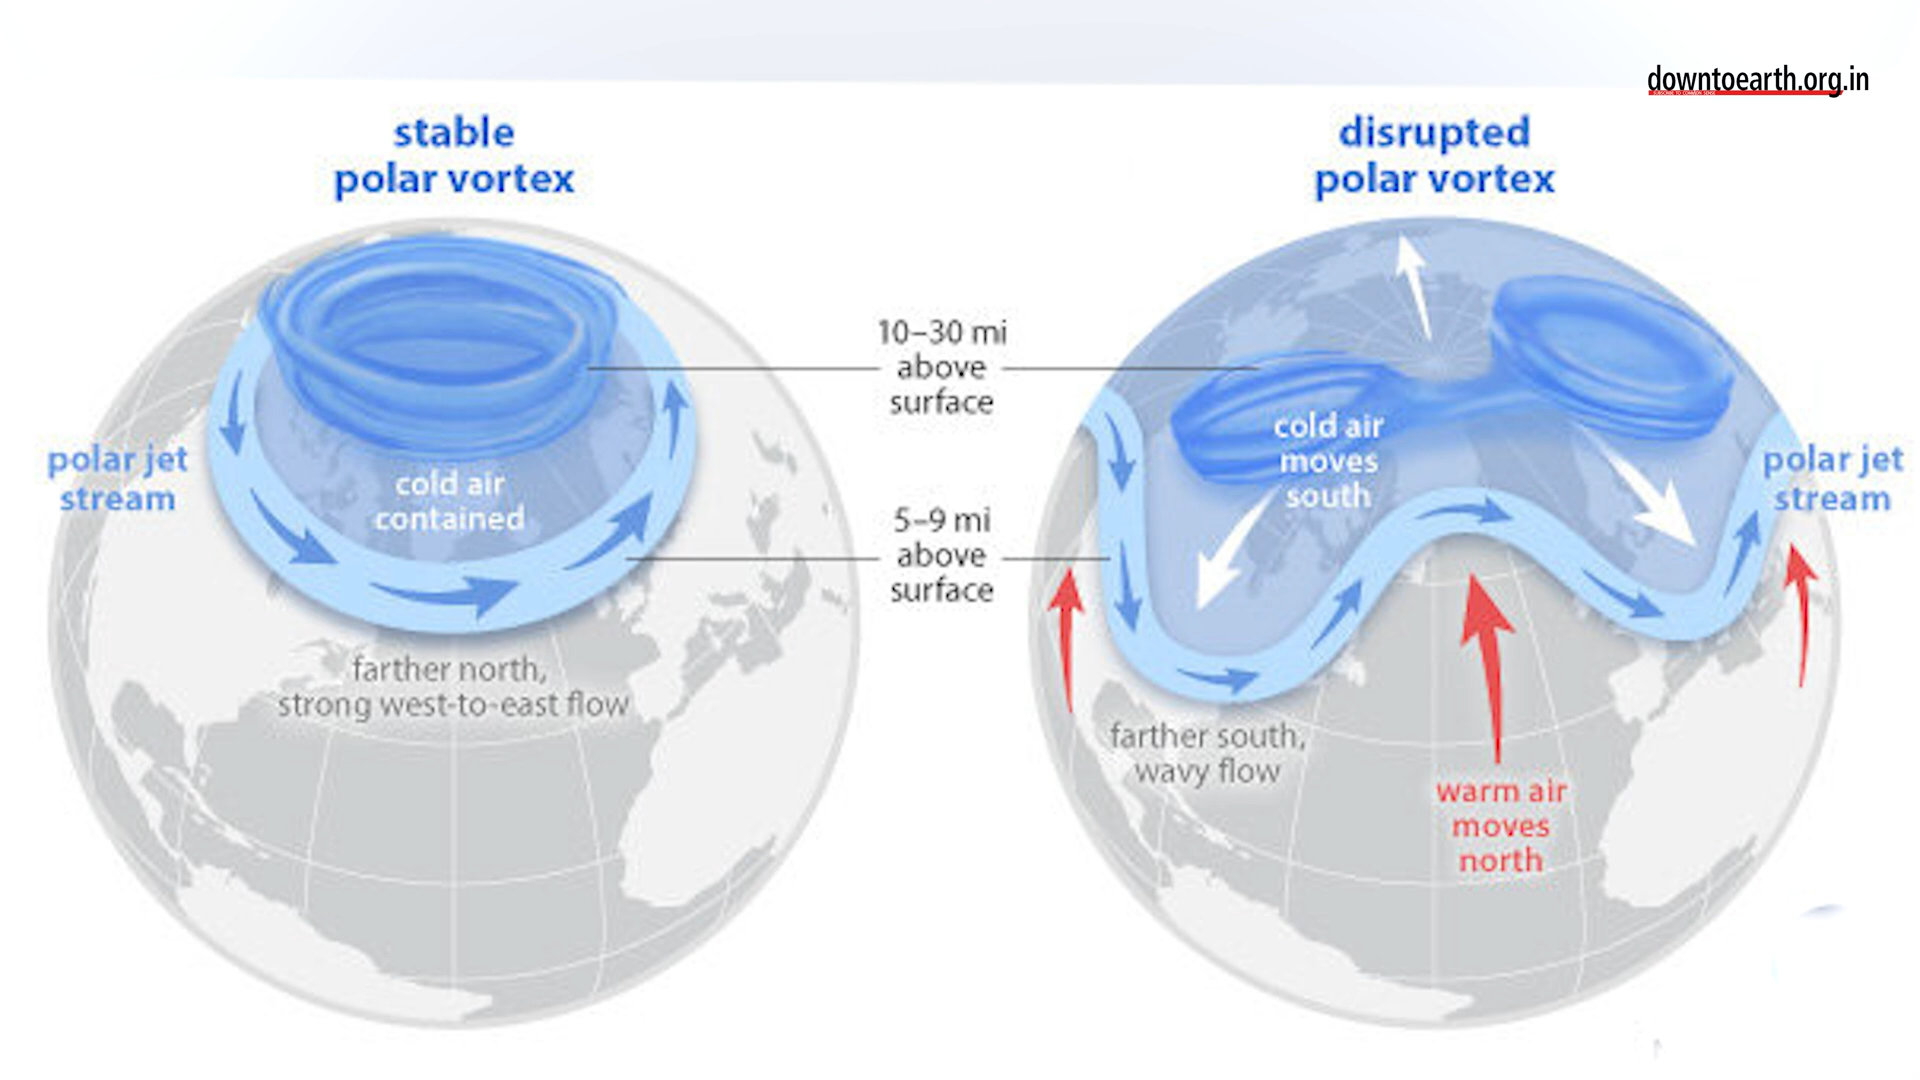 downtoearth.org.in
stable
polar vortex
disrupted
polar vortex
10–30 mi
above
surface
polar jet
stream
cold air
contained
5–9 mi
above
surface
cold air
moves
south
polar jet
stream
farther north,
strong west-to-east flow
farther south,
wavy flow
warm air
moves
north